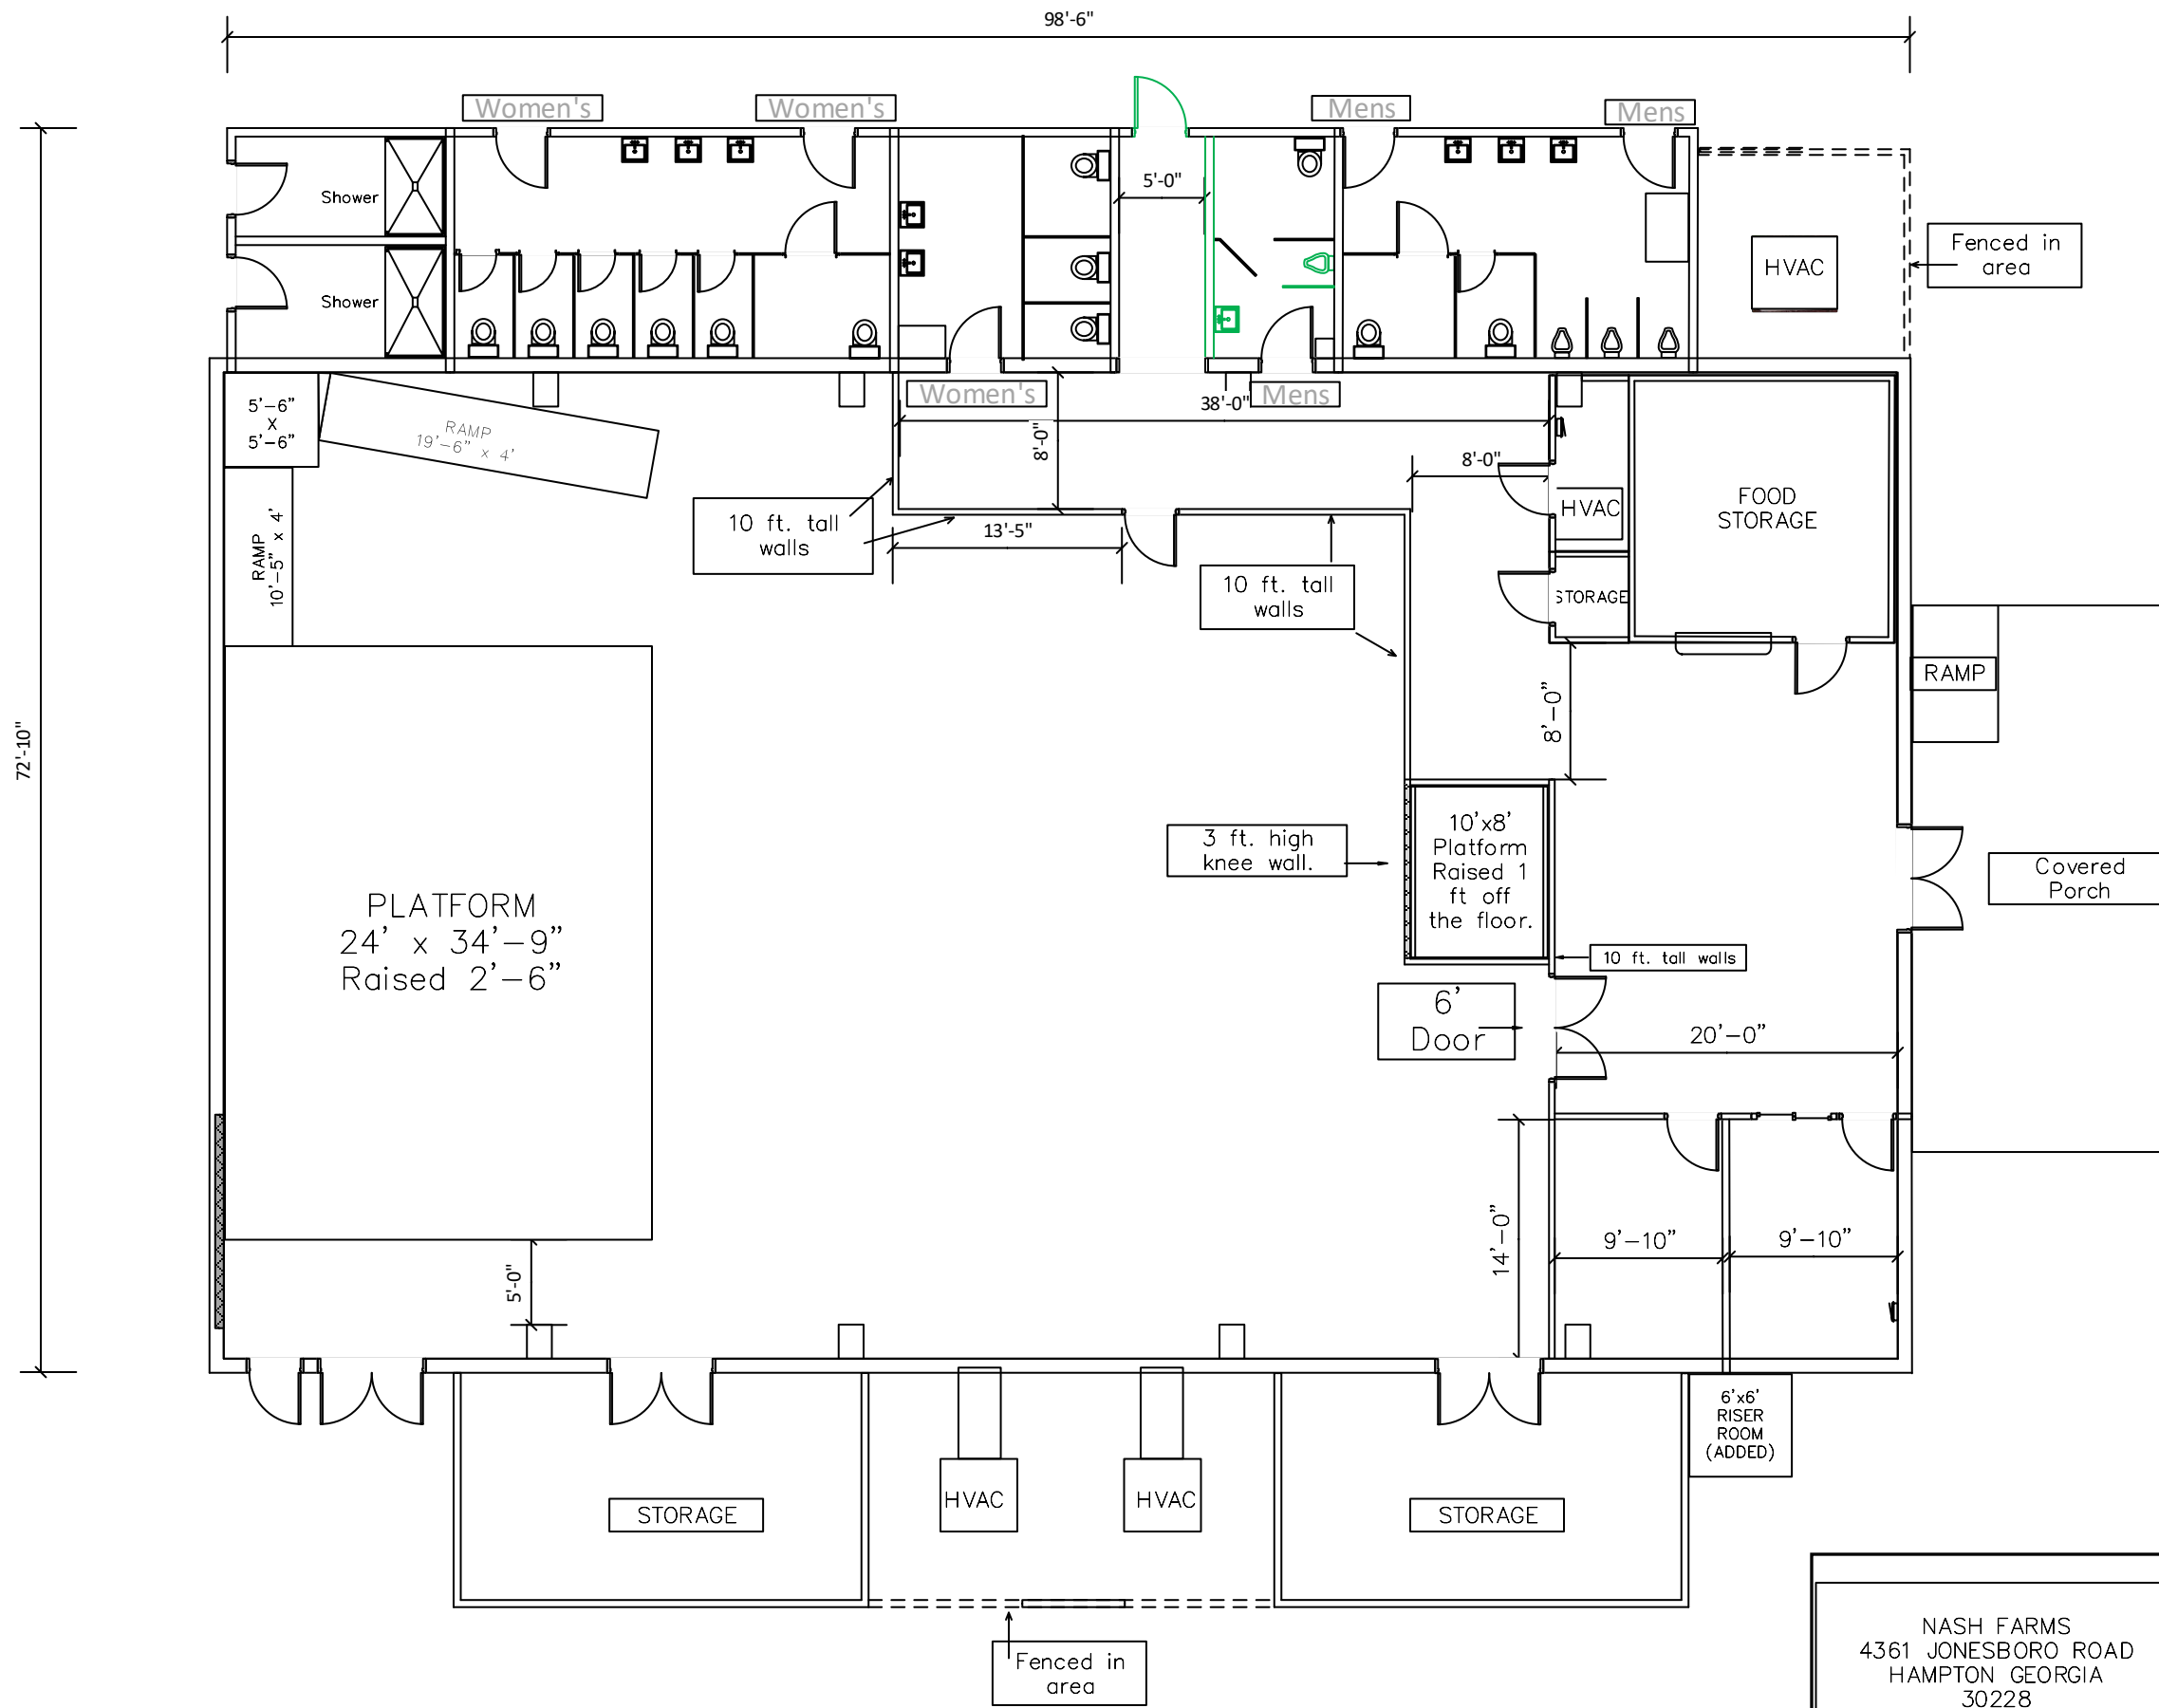 98'-6"
Women's
Women's
Mens
Mens
Shower
Shower
5'-0"
HVAC
Fenced in
area
5'-6"
X
5'-6"
RAMP
19'-6" x 4'
Women's
Mens
38'-0"
8'-0"
8'-0"
RAMP
10'-5" x 4'
10 ft. tall
walls
13'-5"
10 ft. tall
walls
HVAC
STORAGE
FOOD
STORAGE
RAMP
8'-0"
72'-10"
3 ft. high
knee wall.
10'x8'
Platform
Raised 1
ft off
the floor.
Covered
Porch
PLATFORM
24' x 34'-9"
Raised 2'-6"
10 ft. tall walls
6'
Door
20'-0"
14'-0"
9'-10"
9'-10"
5'-0"
6'x6'
RISER
ROOM
(ADDED)
STORAGE
HVAC
HVAC
STORAGE
Fenced in
area
NASH FARMS
4361 JONESBORO ROAD
HAMPTON GEORGIA
30228